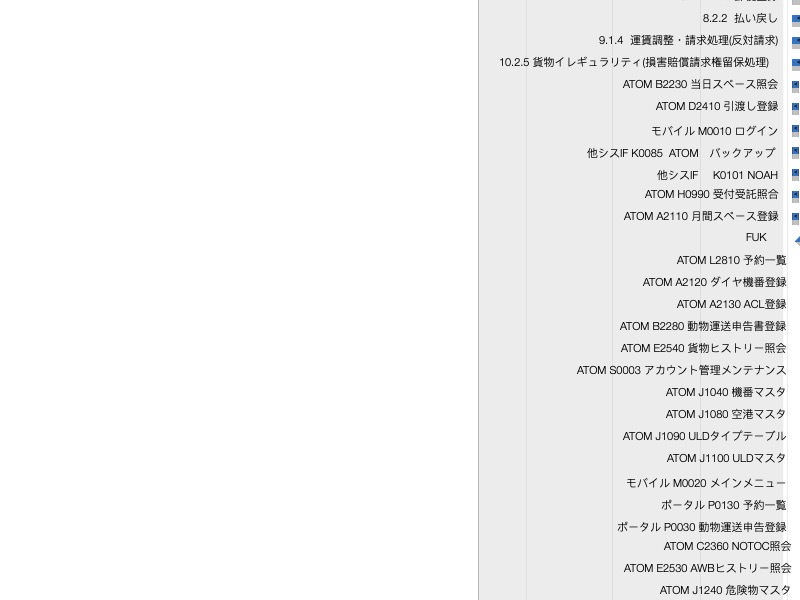 8.2.2 払い戻し
9.1.4 運賃調整・請求処理(反対請求)
10.2.5 貨物イレギュラリティ(損害賠償請求権留保処理)
ATOM B2230 当日スペース照会
ATOM D2410 引渡し登録
モバイル M0010 ログイン
他シスIF K0085 ATOM バックアップ
他シスIF K0101 NOAH
ATOM H0990 受付受託照合
ATOM A2110 月間スペース登録
FUK
ATOM L2810 予約一覧
ATOM A2120 ダイヤ機番登録
ATOM A2130 ACL登録
ATOM B2280 動物運送申告書登録
ATOM E2540 貨物ヒストリー照会
ATOM S0003 アカウント管理メンテナンス
ATOM J1040 機番マスタ
ATOM J1080 空港マスタ
ATOM J1090 ULDタイプテーブル
ATOM J1100 ULDマスタ
モバイル M0020 メインメニュー
ポータル P0130 予約一覧
ポータル P0030 動物運送申告登録
ATOM C2360 NOTOC照会
ATOM E2530 AWBヒストリー照会
ATOM J1240 危険物マスタ